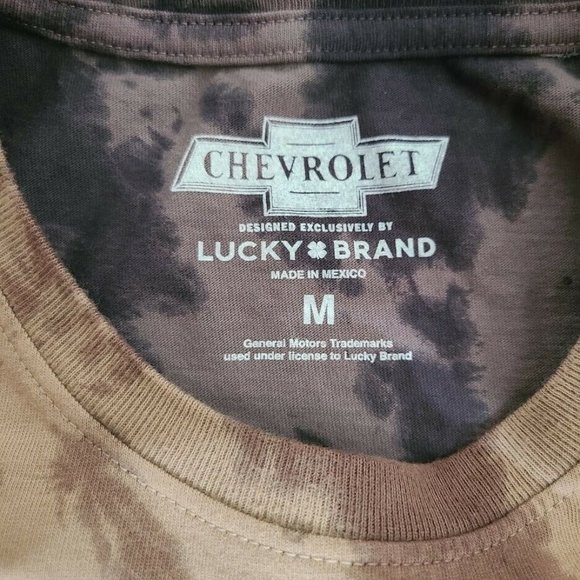 CHEVROLET
DESIGNED EXCLUSIVELY BY
LUCKY BRAND
MADE IN MEXICO
M
General Motors Trademarks
used under license to Lucky Brand